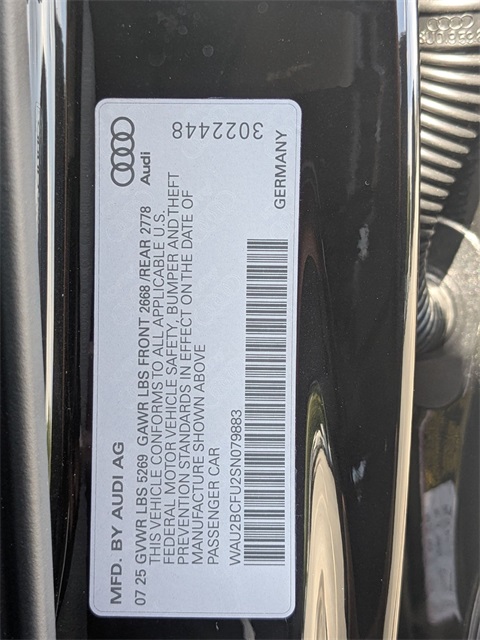 MFD. BY AUDI AG
Audi
3022448
07 25 GVWR LBS 5269 GAWR LBS FRONT 2668 /REAR 2778
THIS VEHICLE CONFORMS TO ALL APPLICABLE U.S.
FEDERAL MOTOR VEHICLE SAFETY, BUMPER AND THEFT
PREVENTION STANDARDS IN EFFECT ON THE DATE OF
MANUFACTURE SHOWN ABOVE
PASSENGER CAR
WAU2BCFU2SN079883
GERMANY